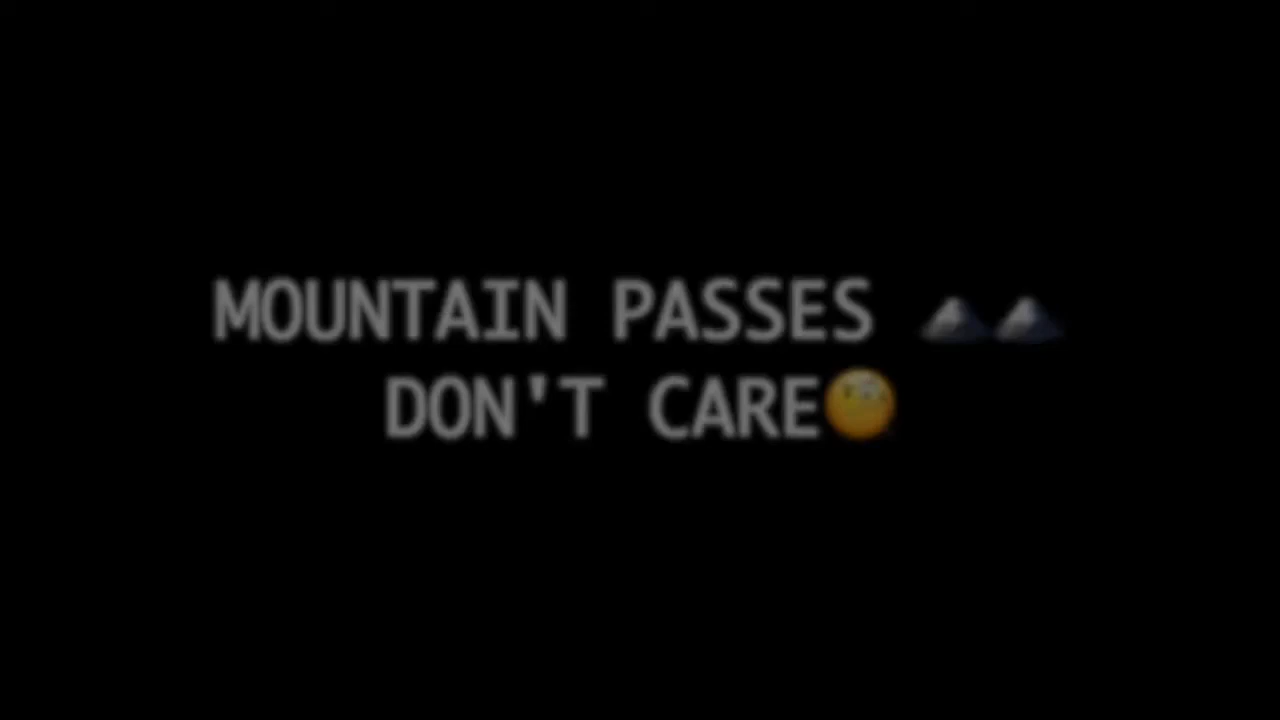 MOUNTAIN PASSES ⛰️⛰️
DON'T CARE🙄